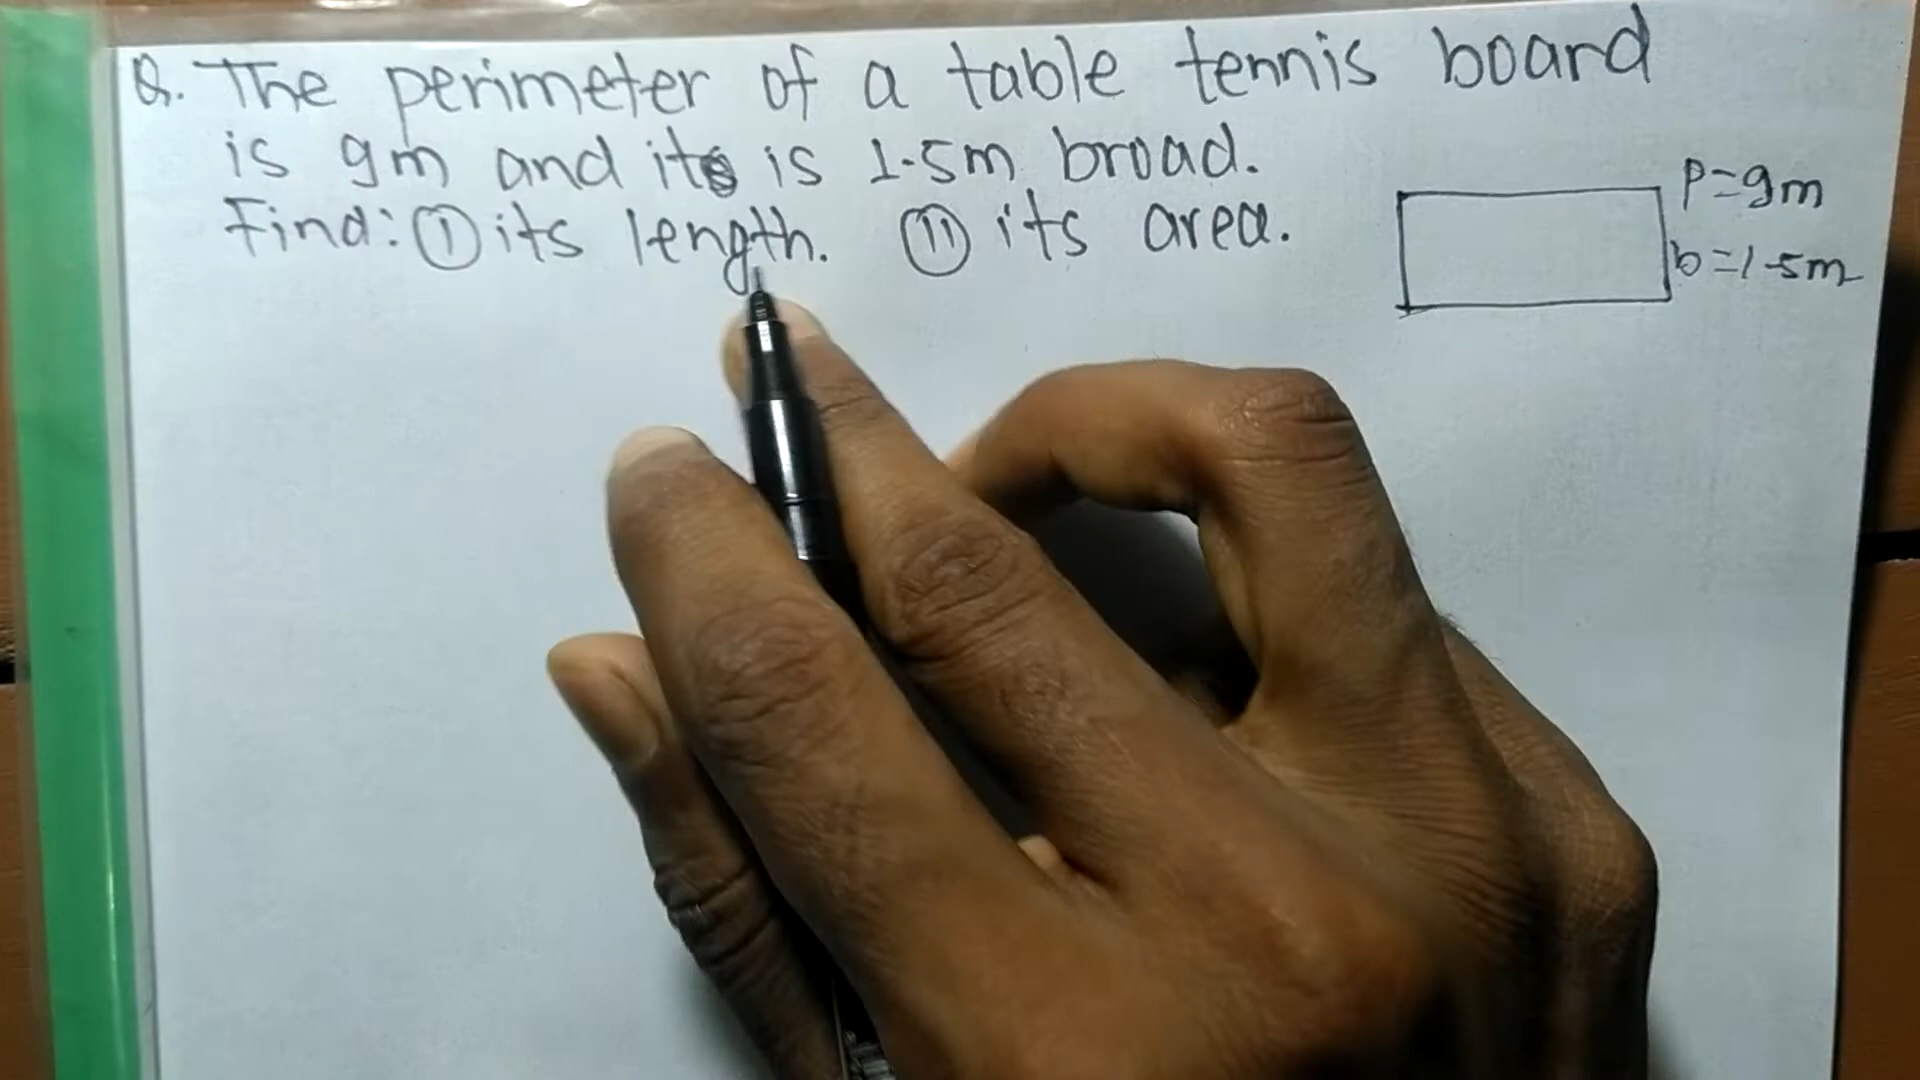 Q. The perimeter of a table tennis board
is 9m and its is 1.5m broad.
Find: (i) its length. (ii) its area.
P=9m
b=1.5m